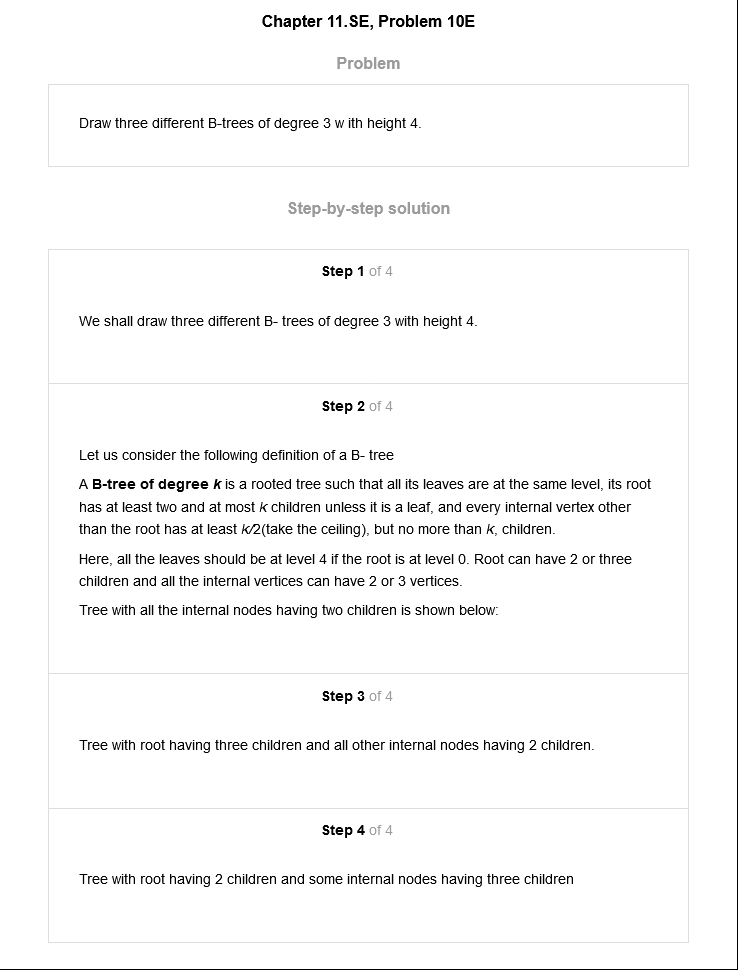 Chapter 11.SE, Problem 10E
Problem
Draw three different B-trees of degree 3 w ith height 4.
Step-by-step solution
Step 1 of 4
We shall draw three different B- trees of degree 3 with height 4.
Step 2 of 4
Let us consider the following definition of a B- tree
A B-tree of degree k is a rooted tree such that all its leaves are at the same level, its root
has at least two and at most k children unless it is a leaf, and every internal vertex other
than the root has at least k/2(take the ceiling), but no more than k, children.
Here, all the leaves should be at level 4 if the root is at level 0. Root can have 2 or three
children and all the internal vertices can have 2 or 3 vertices.
Tree with all the internal nodes having two children is shown below:
Step 3 of 4
Tree with root having three children and all other internal nodes having 2 children.
Step 4 of 4
Tree with root having 2 children and some internal nodes having three children